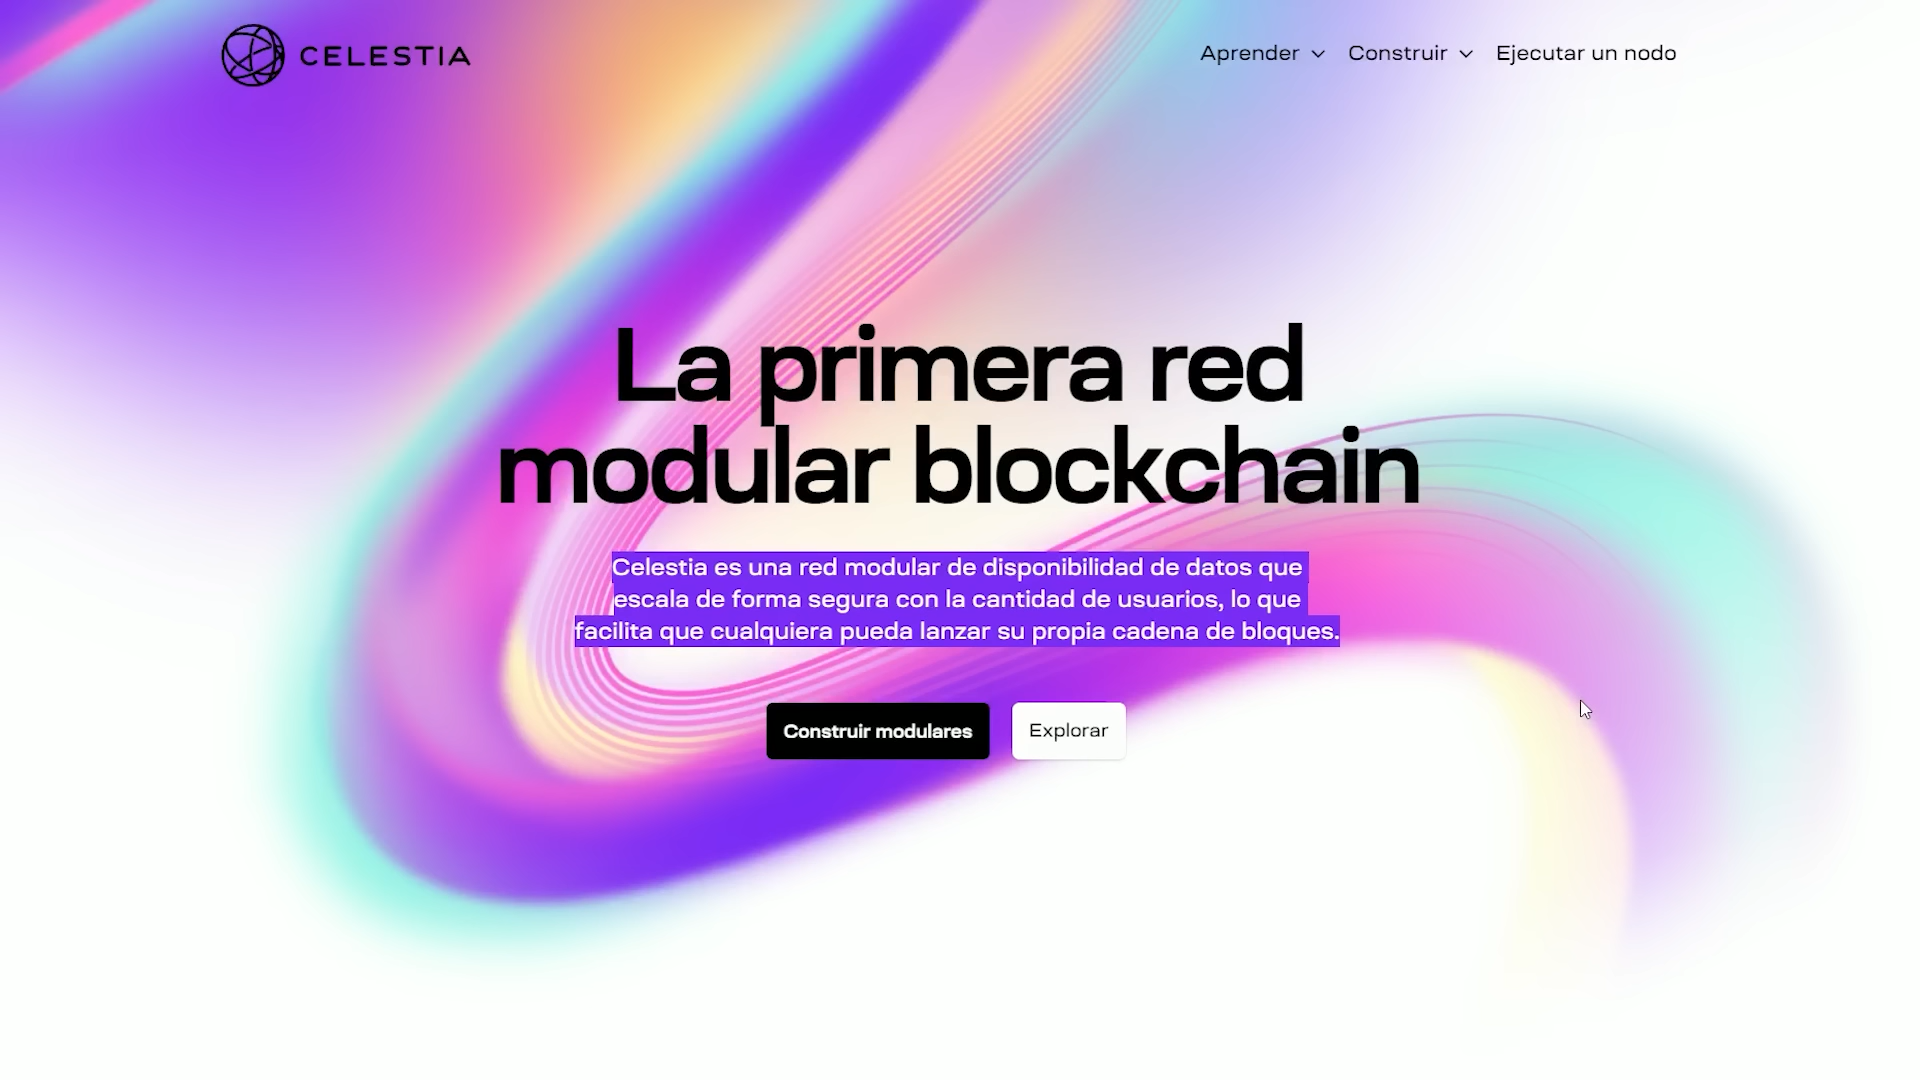 CELESTIA
Aprender
Construir
Ejecutar un nodo
La primera red
modular blockchain
Celestia es una red modular de disponibilidad de datos que
escala de forma segura con la cantidad de usuarios, lo que
facilita que cualquiera pueda lanzar su propia cadena de bloques.
Construir modulares
Explorar